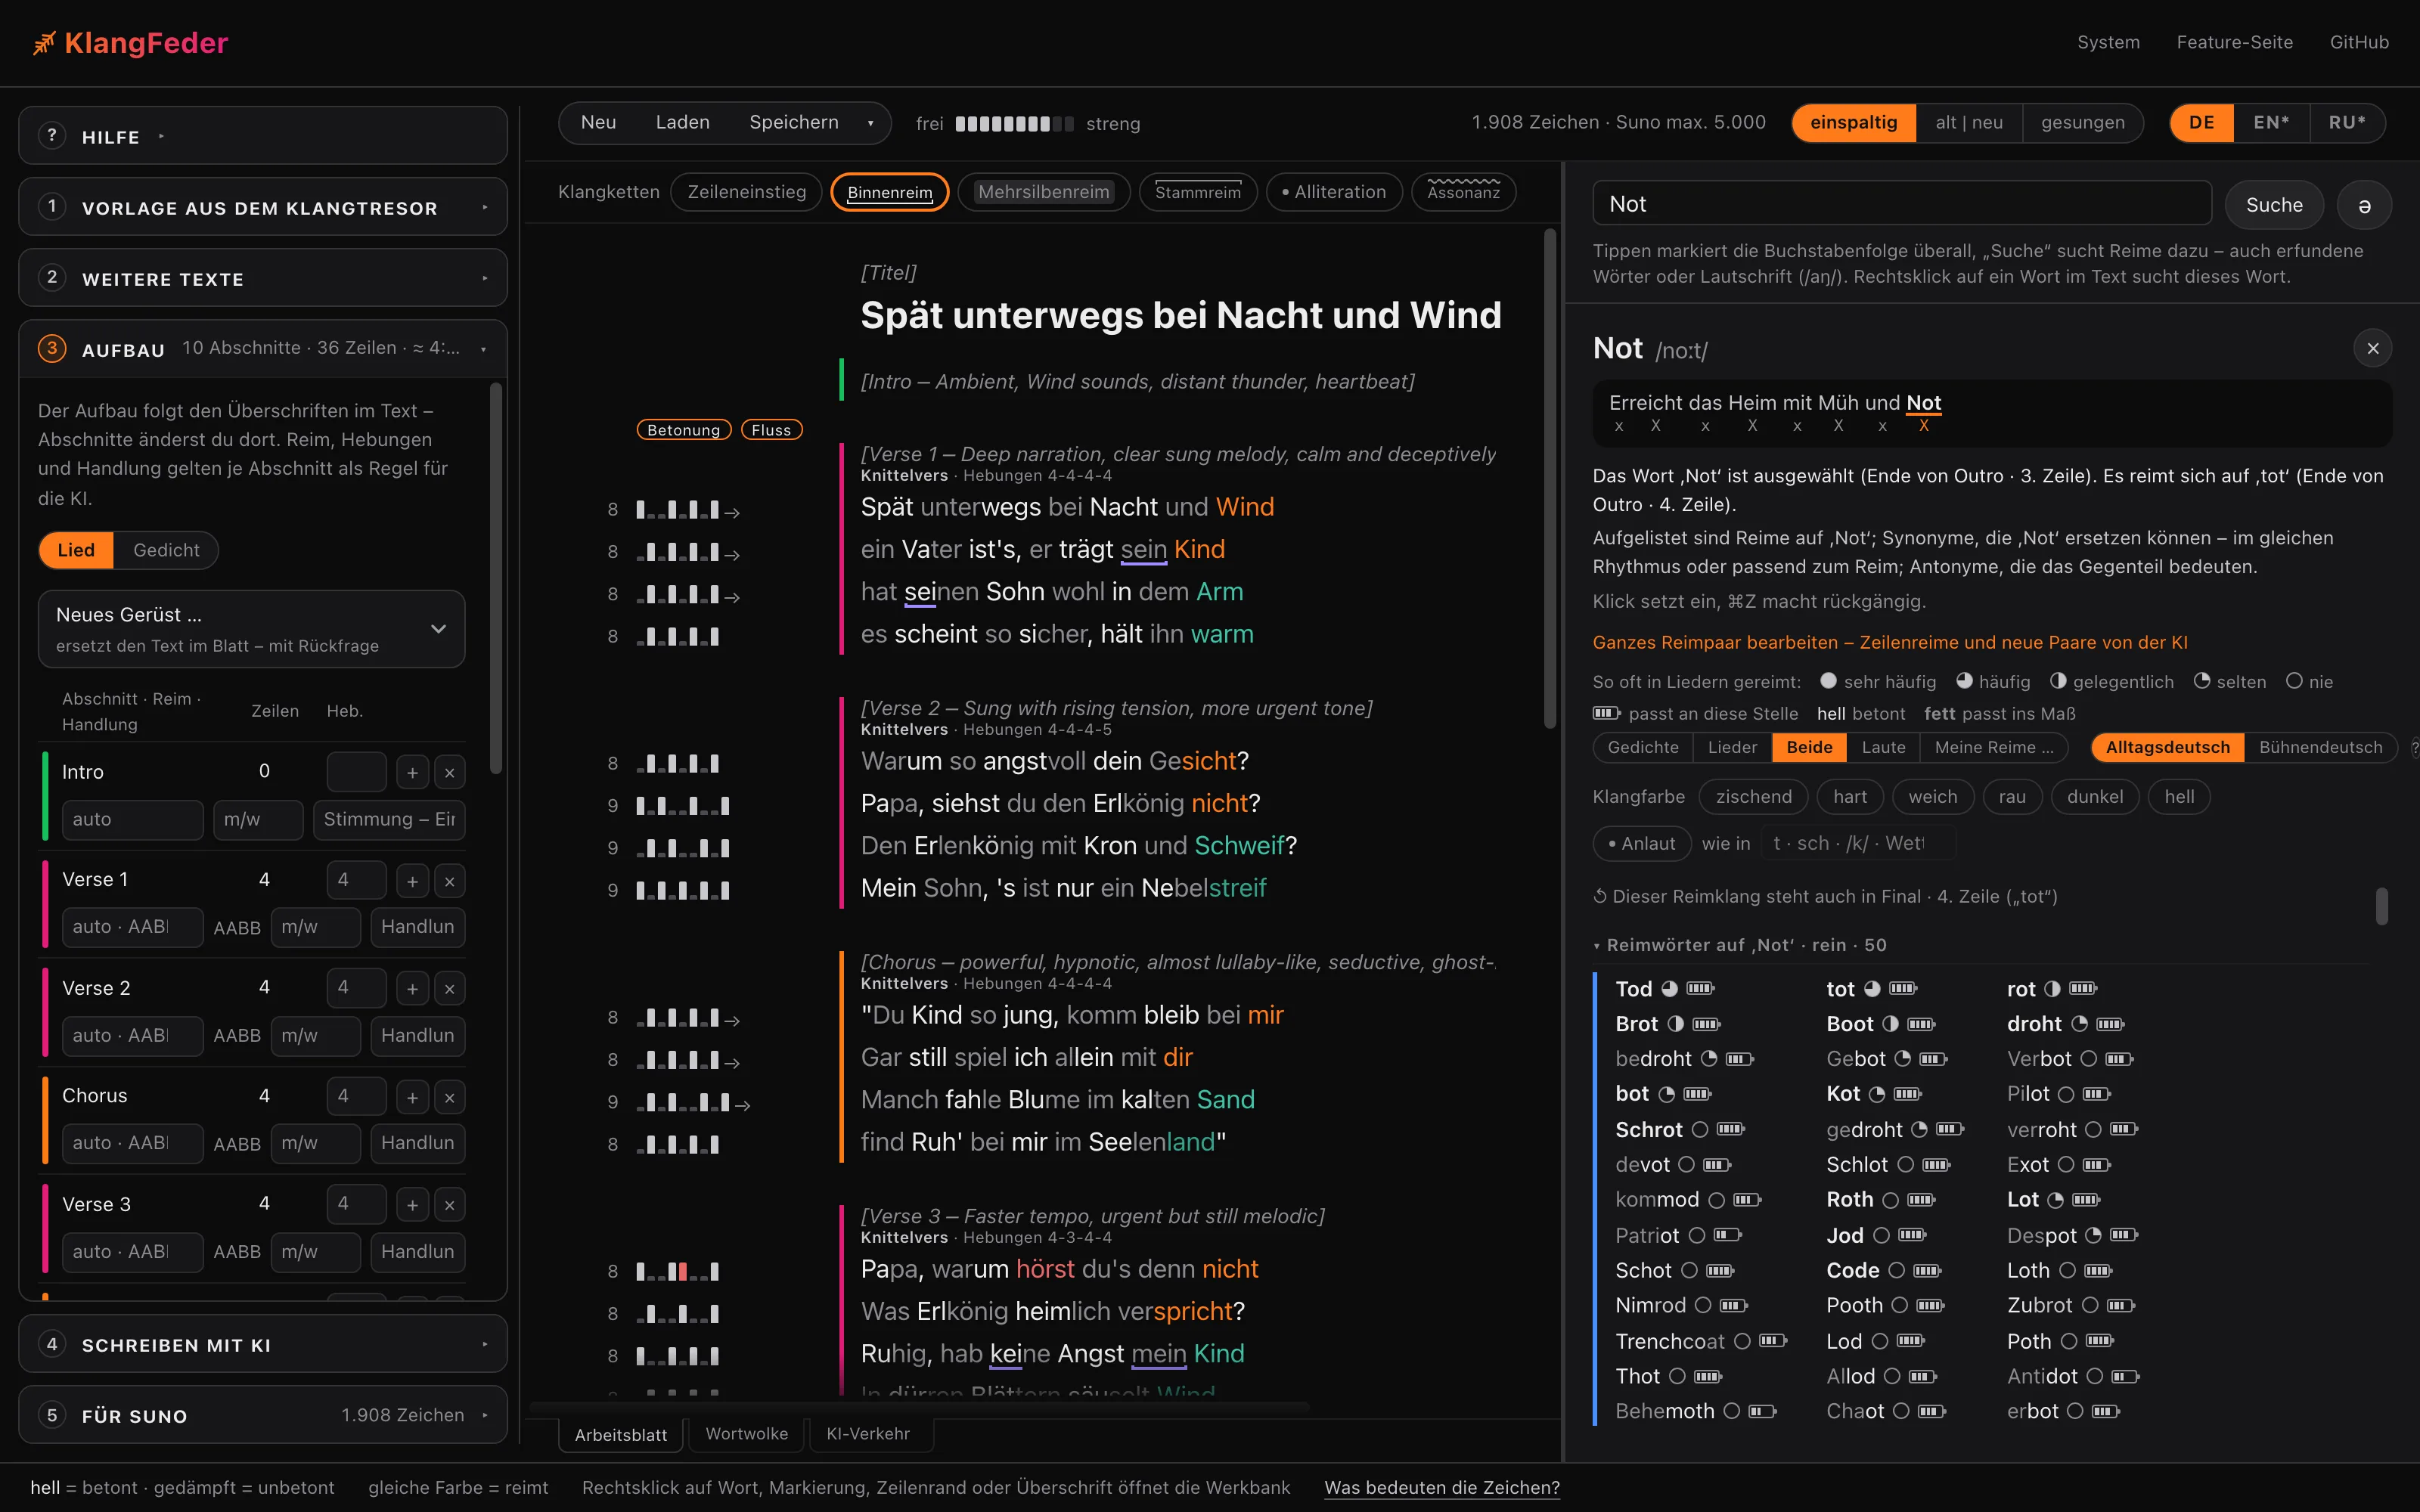 KlangFeder
System
Feature-Seite
GitHub
? HILFE
1 VORLAGE AUS DEM KLANGTRESOR
2 WEITERE TEXTE
3 AUFBAU 10 Abschnitte · 36 Zeilen · ≈ 4:...
Der Aufbau folgt den Überschriften im Text –
Abschnitte änderst du dort. Reim, Hebungen
und Handlung gelten je Abschnitt als Regel für
die KI.
Lied Gedicht
Neues Gerüst ...
ersetzt den Text im Blatt – mit Rückfrage
Abschnitt · Reim ·
Handlung
Zeilen Heb.
Intro 0 + ×
auto m/w Stimmung – Eir
Verse 1 4 4 + ×
auto · AABI AABB m/w Handlun
Verse 2 4 4 + ×
auto · AABI AABB m/w Handlun
Chorus 4 4 + ×
auto · AABI AABB m/w Handlun
Verse 3 4 4 + ×
auto · AABI AABB m/w Handlun
4 SCHREIBEN MIT KI
5 FÜR SUNO 1.908 Zeichen
Neu Laden Speichern
frei streng
1.908 Zeichen · Suno max. 5.000
einspaltig alt | neu gesungen
DE EN* RU*
Klangketten Zeileneinstieg Binnenreim Mehrsilbenreim Stammreim • Alliteration Assonanz
[Titel]
Spät unterwegs bei Nacht und Wind
[Intro – Ambient, Wind sounds, distant thunder, heartbeat]
Betonung Fluss
[Verse 1 – Deep narration, clear sung melody, calm and deceptively
Knittelvers · Hebungen 4-4-4-4
8 → Spät unterwegs bei Nacht und Wind
8 → ein Vater ist's, er trägt sein Kind
8 → hat seinen Sohn wohl in dem Arm
8 es scheint so sicher, hält ihn warm
[Verse 2 – Sung with rising tension, more urgent tone]
Knittelvers · Hebungen 4-4-4-5
8 Warum so angstvoll dein Gesicht?
9 Papa, siehst du den Erlkönig nicht?
9 Den Erlenkönig mit Kron und Schweif?
9 Mein Sohn, 's ist nur ein Nebelstreif
[Chorus – powerful, hypnotic, almost lullaby-like, seductive, ghost-
Knittelvers · Hebungen 4-4-4-4
8 → "Du Kind so jung, komm bleib bei mir
8 → Gar still spiel ich allein mit dir
9 → Manch fahle Blume im kalten Sand
8 find Ruh' bei mir im Seelenland"
[Verse 3 – Faster tempo, urgent but still melodic]
Knittelvers · Hebungen 4-3-4-4
8 Papa, warum hörst du's denn nicht
8 Was Erlkönig heimlich verspricht?
8 Ruhig, hab keine Angst mein Kind
In dürren Blättern säuselt Wind
Arbeitsblatt Wortwolke KI-Verkehr
Not Suche ə
Tippen markiert die Buchstabenfolge überall, „Suche“ sucht Reime dazu – auch erfundene
Wörter oder Lautschrift (/aŋ/). Rechtsklick auf ein Wort im Text sucht dieses Wort.
Not /noːt/ ×
Erreicht das Heim mit Müh und Not
x X x X x X x X
Das Wort ‚Not‘ ist ausgewählt (Ende von Outro · 3. Zeile). Es reimt sich auf ‚tot‘ (Ende von
Outro · 4. Zeile).
Aufgelistet sind Reime auf ‚Not‘; Synonyme, die ‚Not‘ ersetzen können – im gleichen
Rhythmus oder passend zum Reim; Antonyme, die das Gegenteil bedeuten.
Klick setzt ein, ⌘Z macht rückgängig.
Ganzes Reimpaar bearbeiten – Zeilenreime und neue Paare von der KI
So oft in Liedern gereimt: sehr häufig häufig gelegentlich selten nie
passt an diese Stelle hell betont fett passt ins Maß
Gedichte Lieder Beide Laute Meine Reime ... Alltagsdeutsch Bühnendeutsch ?
Klangfarbe zischend hart weich rau dunkel hell
• Anlaut wie in t · sch · /k/ · Wett
Dieser Reimklang steht auch in Final · 4. Zeile („tot“)
Reimwörter auf ‚Not‘ · rein · 50
Tod tot rot
Brot Boot droht
bedroht Gebot Verbot
bot Kot Pilot
Schrot gedroht verroht
devot Schlot Exot
kommod Roth Lot
Patriot Jod Despot
Schot Code Loth
Nimrod Pooth Zubrot
Trenchcoat Lod Poth
Thot Allod Antidot
Behemoth Chaot erbot
hell = betont · gedämpft = unbetont gleiche Farbe = reimt Rechtsklick auf Wort, Markierung, Zeilenrand oder Überschrift öffnet die Werkbank Was bedeuten die Zeichen?